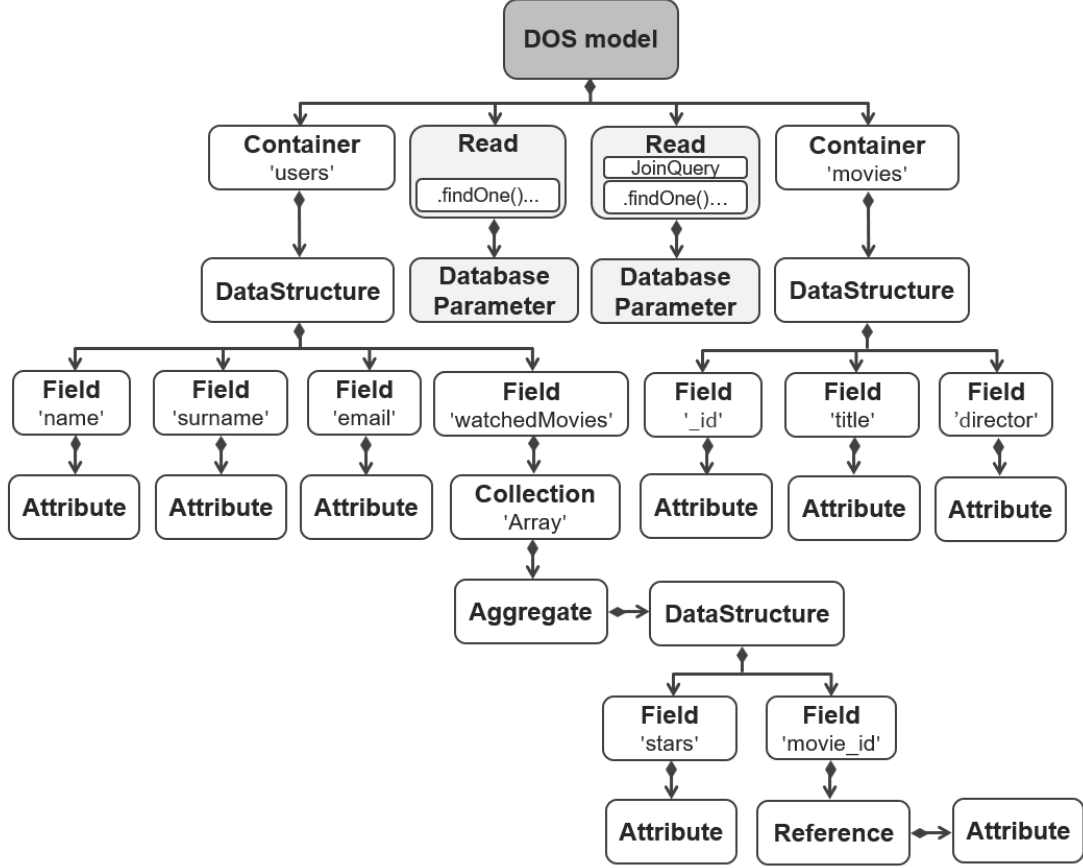 DOS model
Container
'users'
Read
.findOne()...
Read
JoinQuery
.findOne()...
Container
'movies'
DataStructure
Database
Parameter
Database
Parameter
DataStructure
Field
'name'
Field
'surname'
Field
'email'
Field
'watchedMovies'
Field
'_id'
Field
'title'
Field
'director'
Attribute
Attribute
Attribute
Collection
'Array'
Attribute
Attribute
Attribute
Aggregate
DataStructure
Field
'stars'
Field
'movie_id'
Attribute
Reference
Attribute